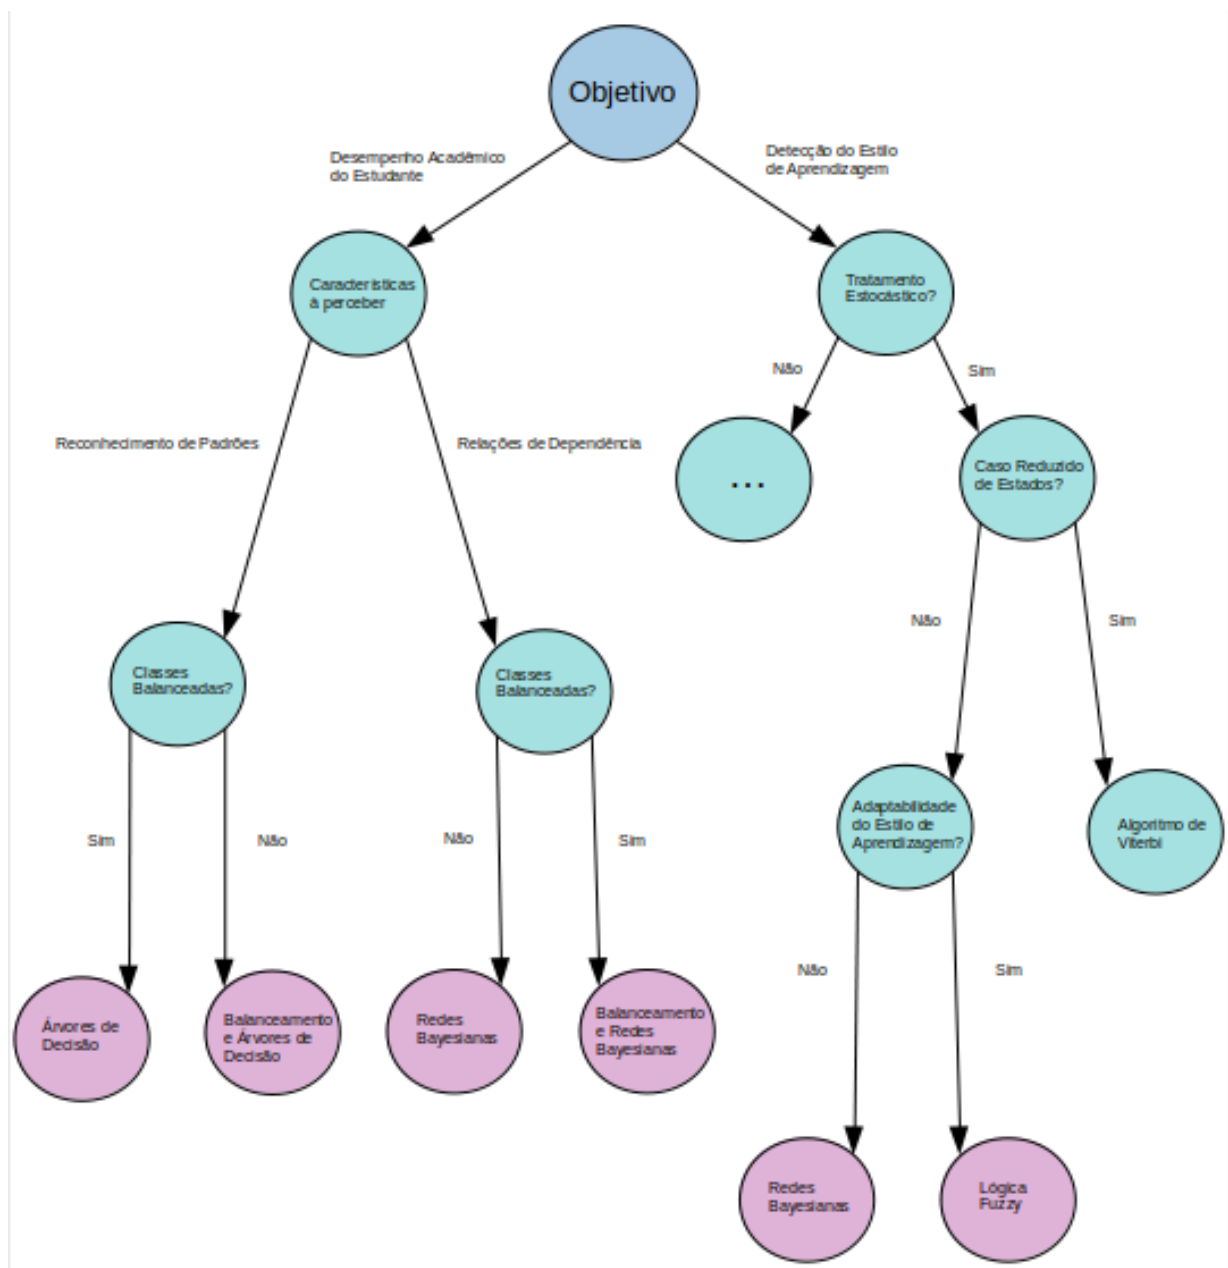 Objetivo
Desempenho Acadêmico
do Estudante
Detecção do Estilo
de Aprendizagem
Características
à perceber
Tratamento
Estocástico?
Não
Sim
Reconhecimento de Padrões
Relações de Dependência
...
Caso Reduzido
de Estados?
Não
Sim
Classes
Balanceadas?
Classes
Balanceadas?
Adaptabilidade
do Estilo de
Aprendizagem?
Algoritmo de
Viterbi
Sim
Não
Não
Sim
Não
Sim
Árvores de
Decisão
Balanceamento
e Árvores de
Decisão
Redes
Bayesianas
Balanceamento
e Redes
Bayesianas
Redes
Bayesianas
Lógica
Fuzzy